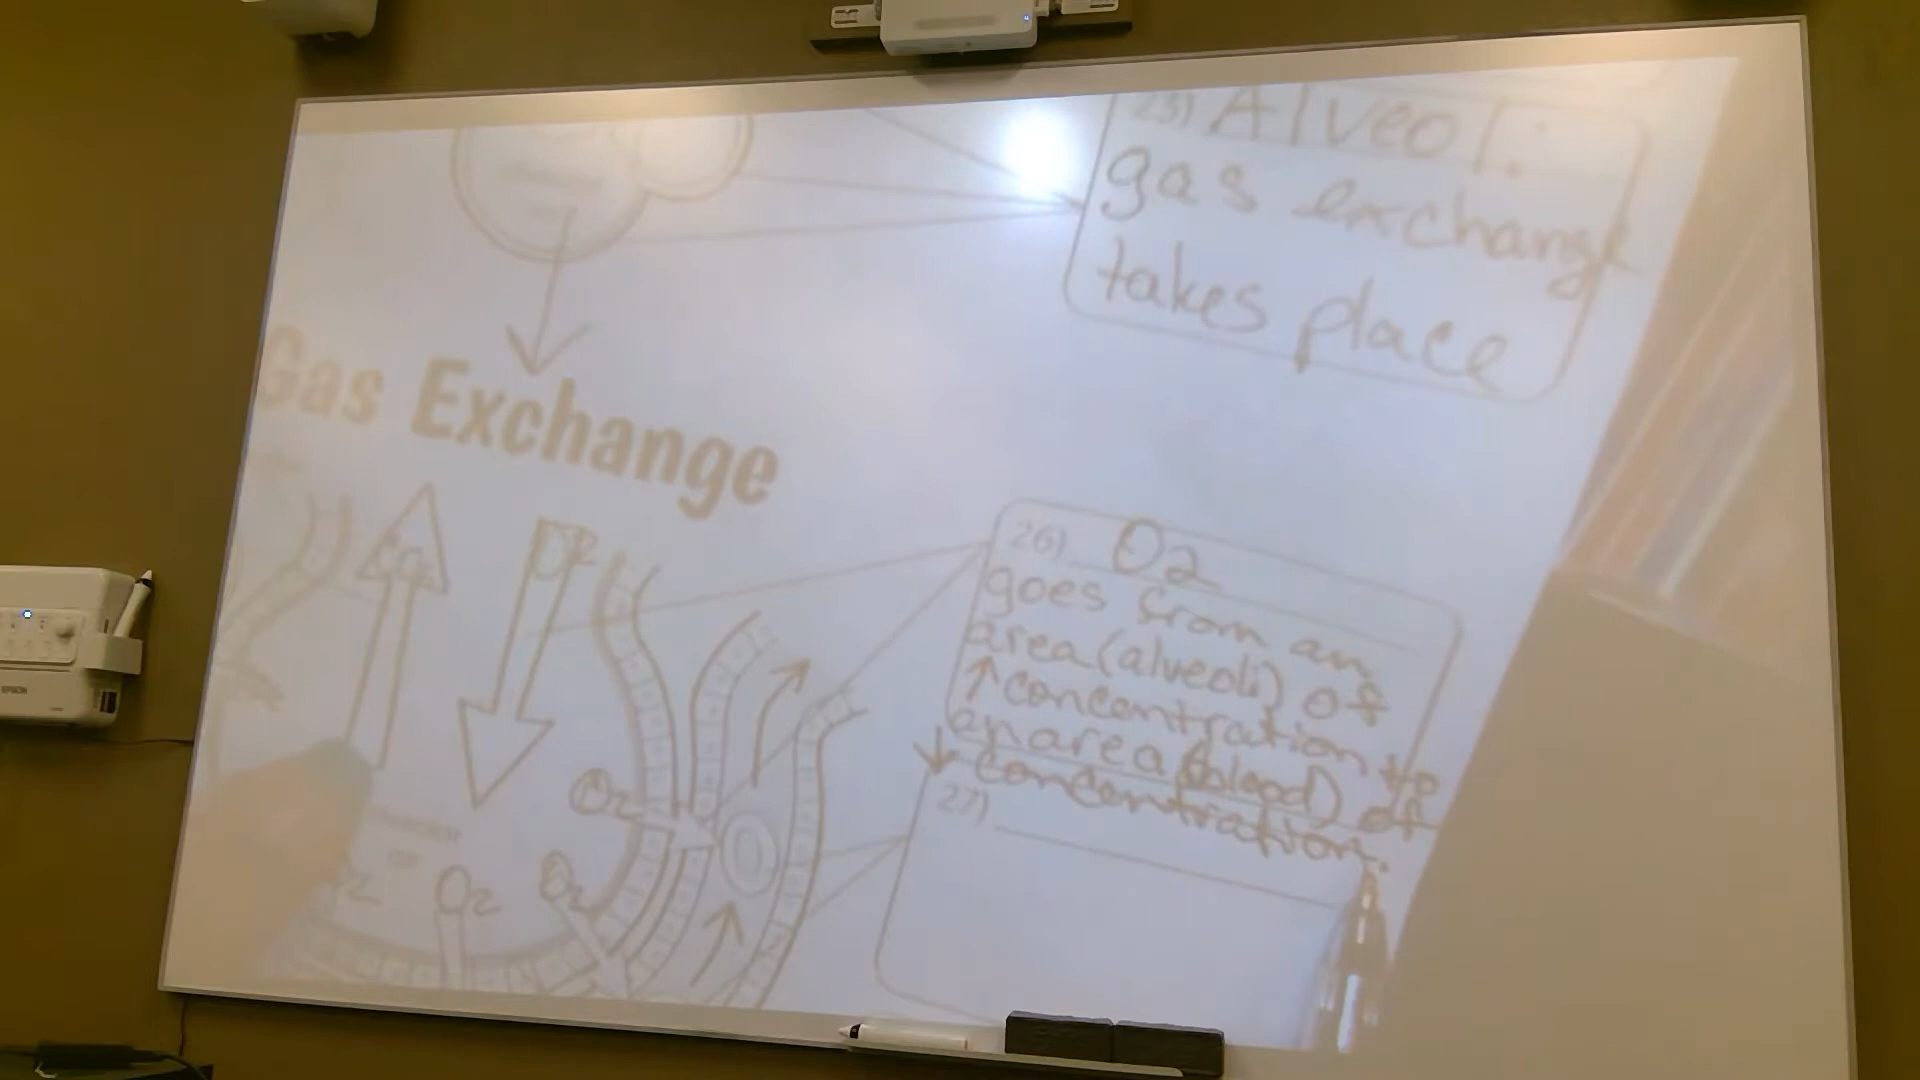 25) Alveoli:
gas exchange
takes place
Gas Exchange
O2
26) O2
goes from an
area (alveoli) of
↑ concentration to
an area (blood) of
↓ concentration.
27)
O2
O2
O2
EPSON